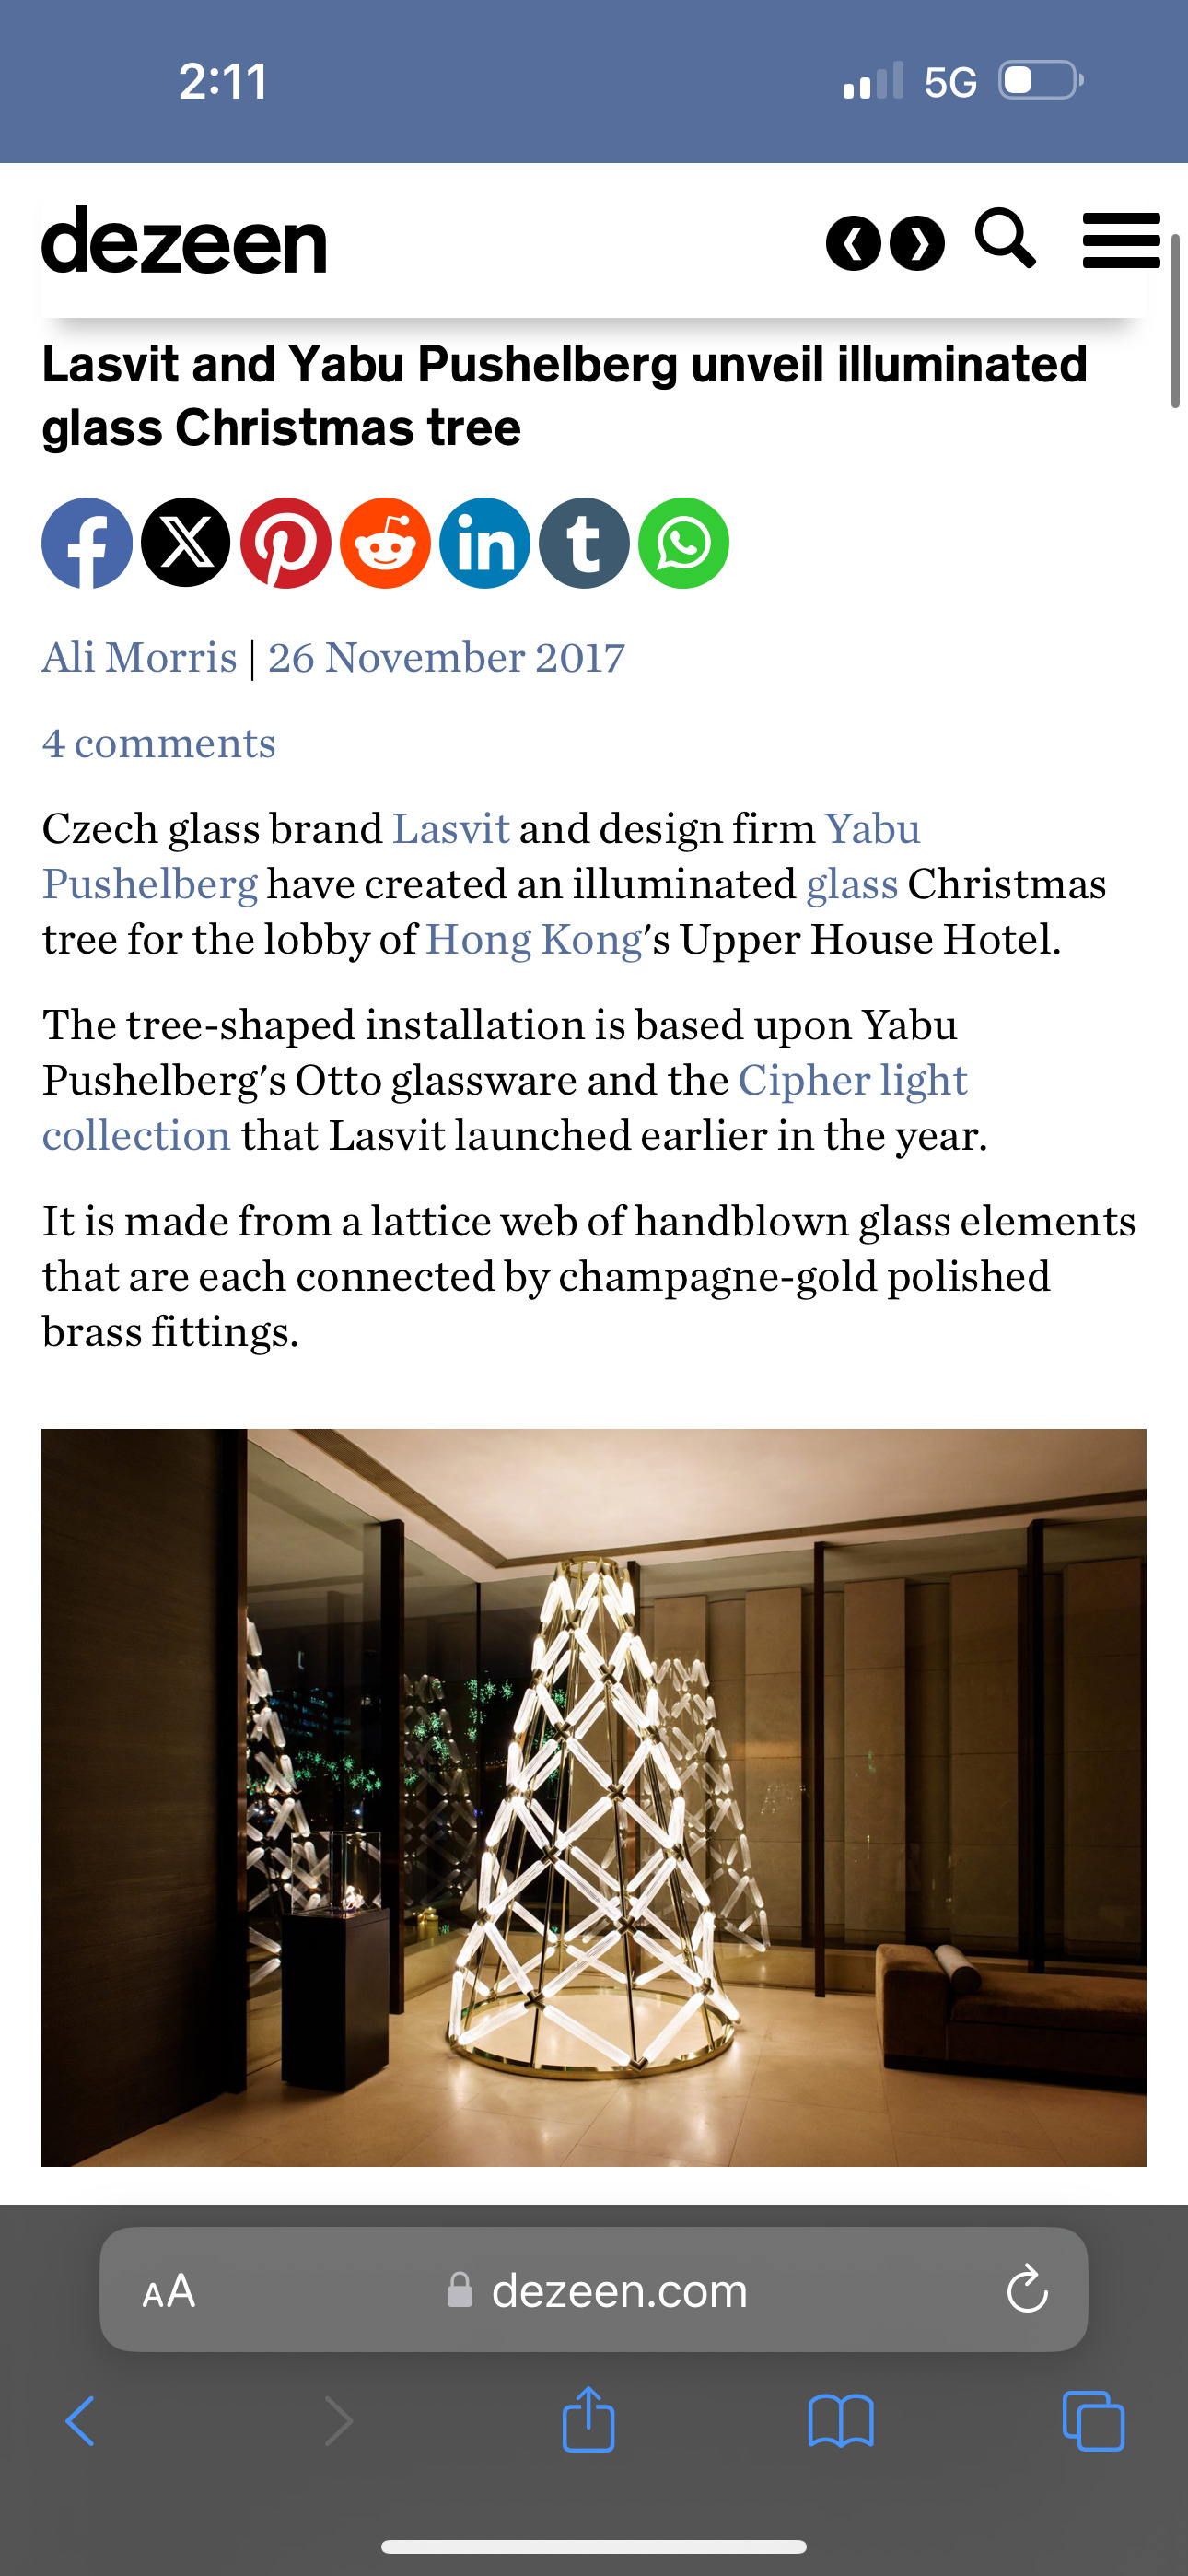 2:11
5G
dezeen
Lasvit and Yabu Pushelberg unveil illuminated
glass Christmas tree
Ali Morris | 26 November 2017
4 comments
Czech glass brand Lasvit and design firm Yabu
Pushelberg have created an illuminated glass Christmas
tree for the lobby of Hong Kong's Upper House Hotel.
The tree-shaped installation is based upon Yabu
Pushelberg's Otto glassware and the Cipher light
collection that Lasvit launched earlier in the year.
It is made from a lattice web of handblown glass elements
that are each connected by champagne-gold polished
brass fittings.
AA dezeen.com